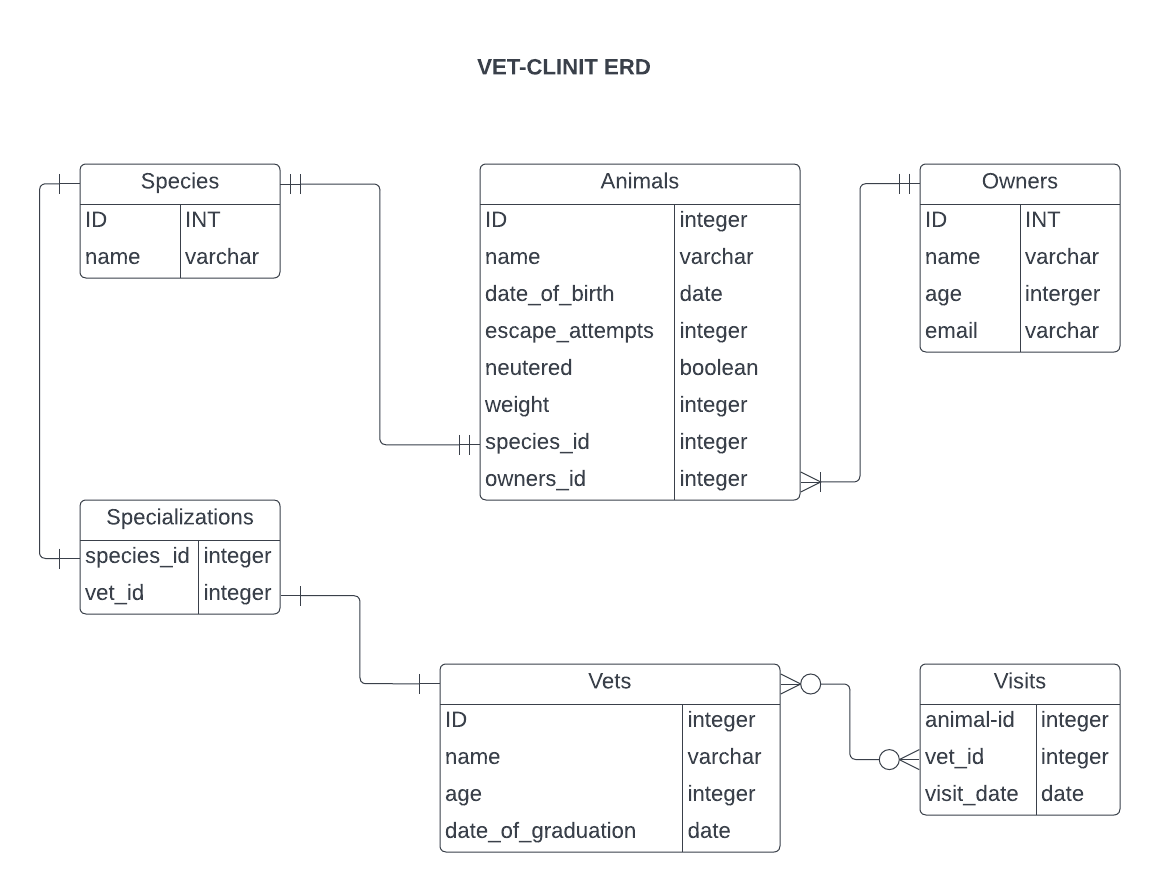 VET-CLINIT ERD
Species
ID INT
name varchar
Animals
ID integer
name varchar
date_of_birth date
escape_attempts integer
neutered boolean
weight integer
species_id integer
owners_id integer
Owners
ID INT
name varchar
age interger
email varchar
Specializations
species_id integer
vet_id integer
Vets
ID integer
name varchar
age integer
date_of_graduation date
Visits
animal-id integer
vet_id integer
visit_date date